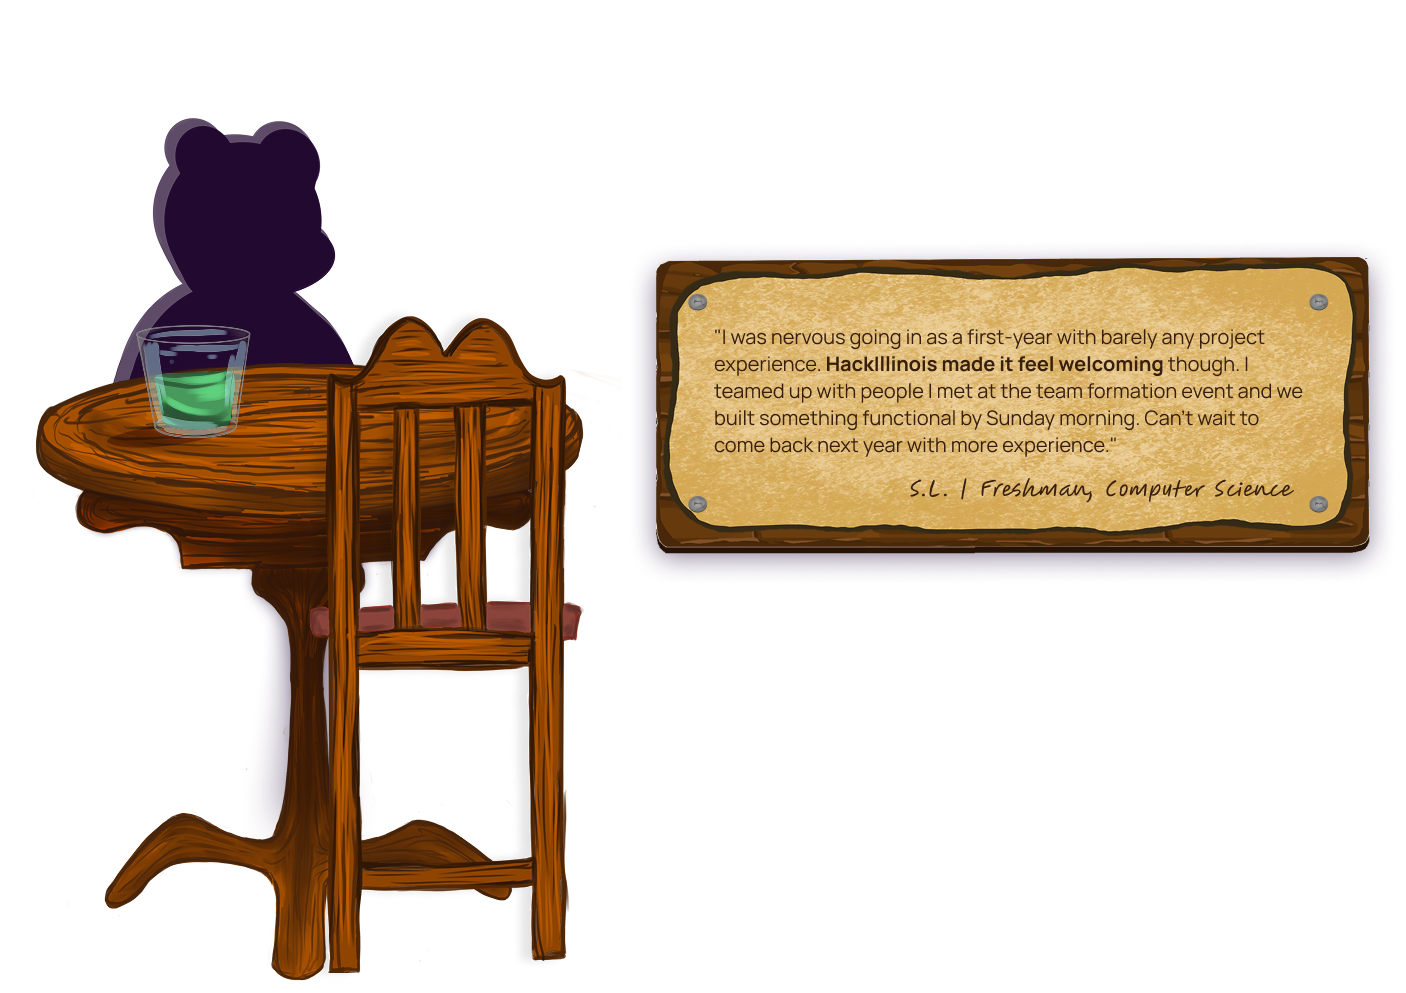 "I was nervous going in as a first-year with barely any project
experience. HackIllinois made it feel welcoming though. I
teamed up with people I met at the team formation event and we
built something functional by Sunday morning. Can't wait to
come back next year with more experience."
S.L. | Freshman, Computer Science